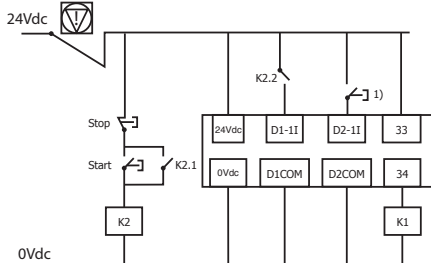 24Vdc
K2.2
1)
Stop
24Vdc D1-1I D2-1I 33
Start K2.1
0Vdc D1COM D2COM 34
K2 K1
0Vdc